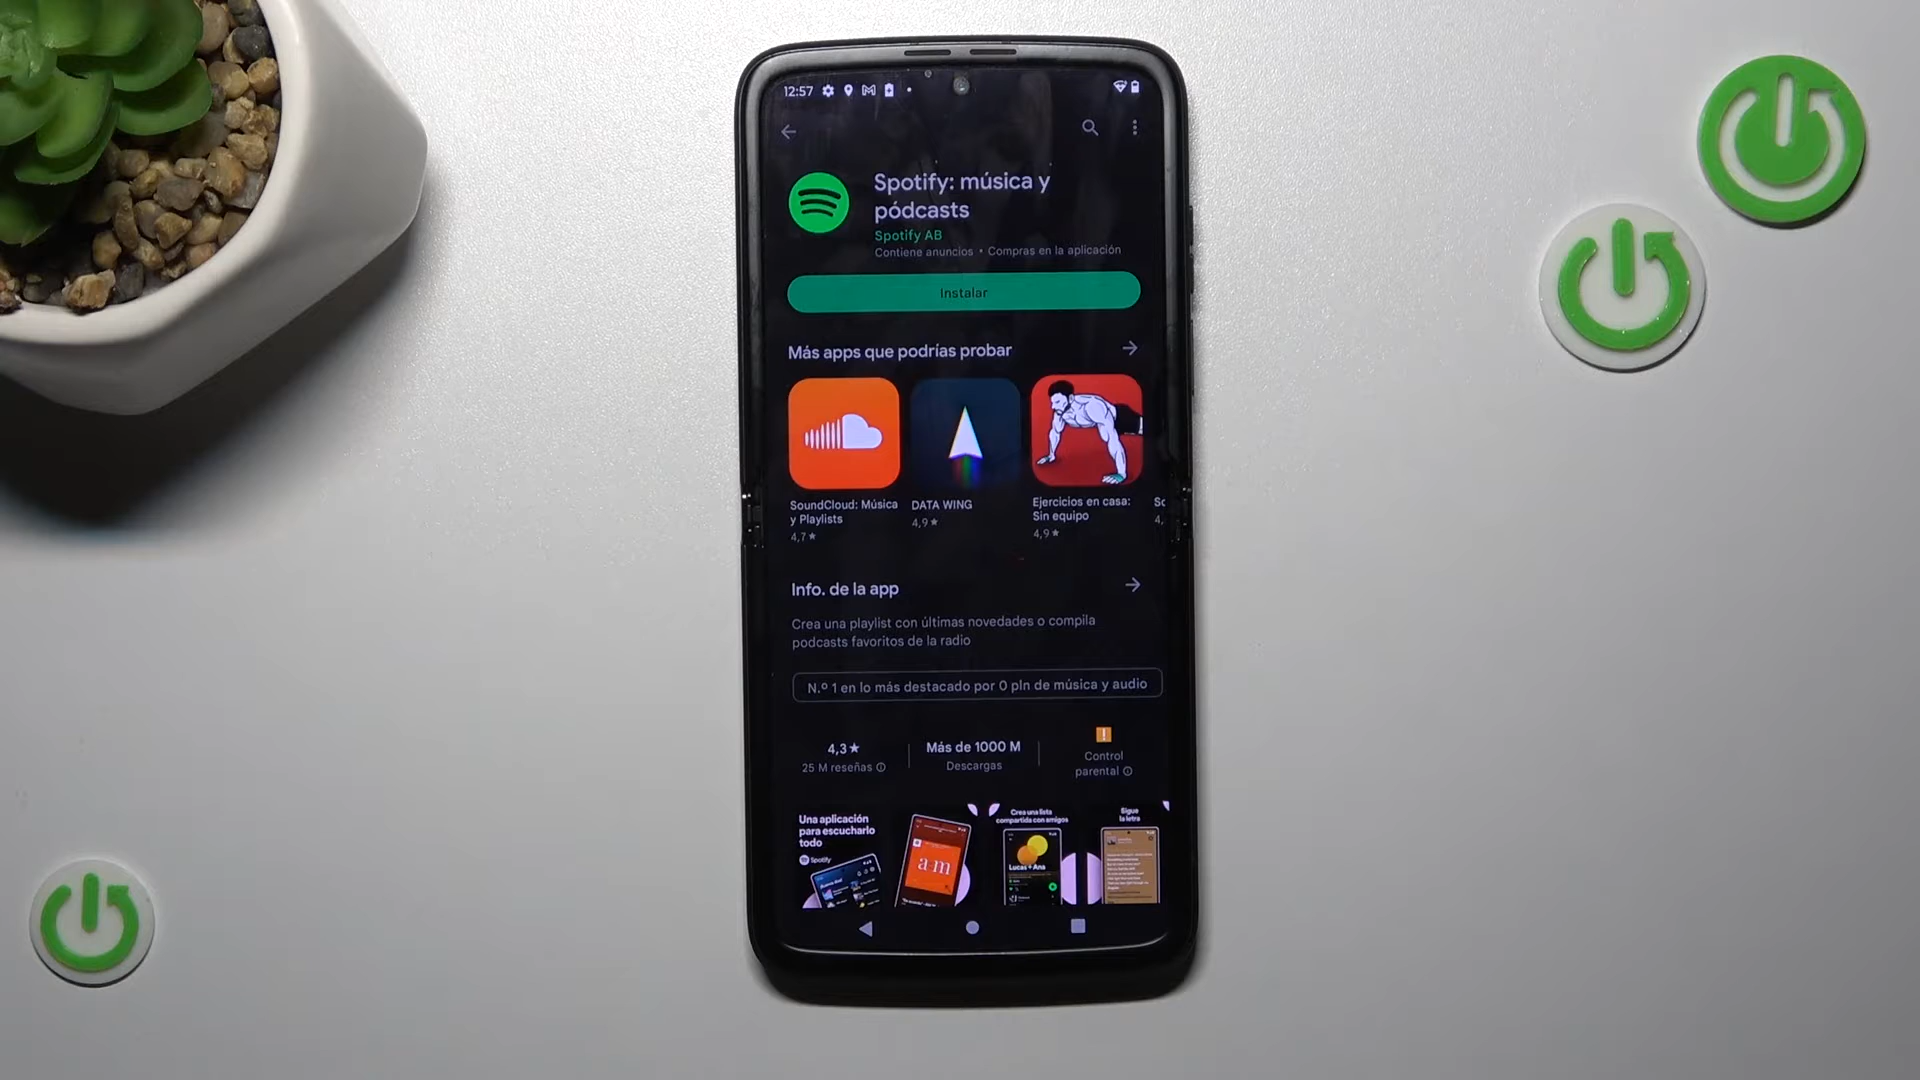 12:57
Spotify: música y
pódcasts
Spotify AB
Contiene anuncios • Compras en la aplicación
Instalar
Más apps que podrías probar
SoundCloud: Música
y Playlists
4,7★
DATA WING
4,9★
Ejercicios en casa:
Sin equipo
4,9★
So
4,
Info. de la app
Crea una playlist con últimas novedades o compila
podcasts favoritos de la radio
N.º 1 en lo más destacado por 0 pln de música y audio
4,3★
25 M reseñas
Más de 1000 M
Descargas
Control
parental
Una aplicación
para escucharlo
todo
Spotify
a-m
Crea una lista
compartida con amigos
Lucas + Ana
Sigue
la letra